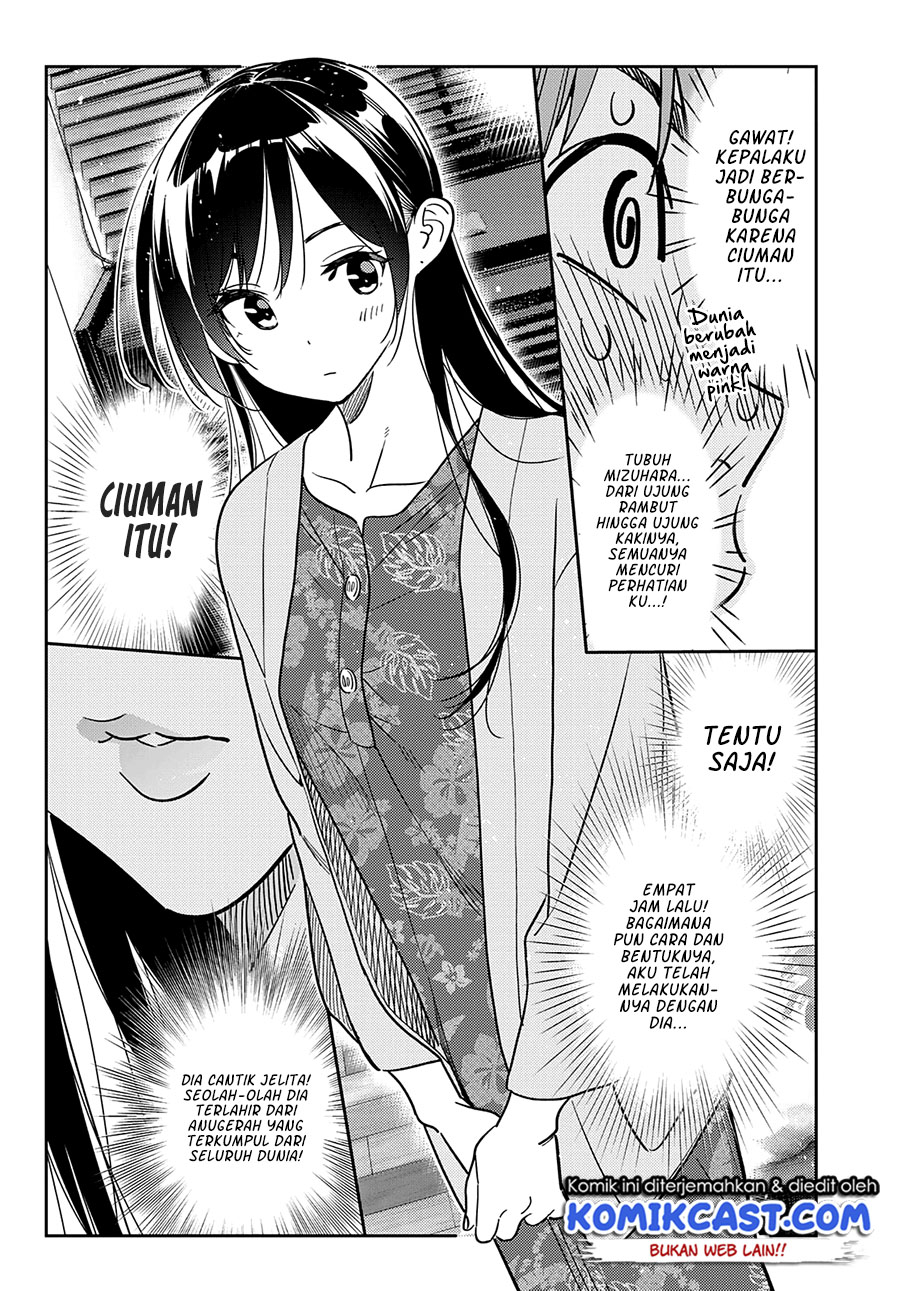 GAWAT!
KEPALAKU
JADI BER-
BUNGA-
BUNGA
KARENA
CIUMAN
ITU...
Dunia
berubah
menjadi
warna
pink!
TUBUH
MIZUHARA...
DARI UJUNG
RAMBUT
HINGGA UJUNG
KAKINYA,
SEMUANYA
MENCURI
PERHATIAN
KU...!
CIUMAN
ITU!
TENTU
SAJA!
EMPAT
JAM LALU!
BAGAIMANA
PUN CARA DAN
BENTUKNYA,
AKU TELAH
MELAKUKAN-
NYA DENGAN
DIA...
DIA CANTIK JELITA!
SEOLAH-OLAH DIA
TERLAHIR DARI
ANUGERAH YANG
TERKUMPUL DARI
SELURUH DUNIA!
Komik ini diterjemahkan & diedit oleh
KOMIKCAST.COM
BUKAN WEB LAIN!!